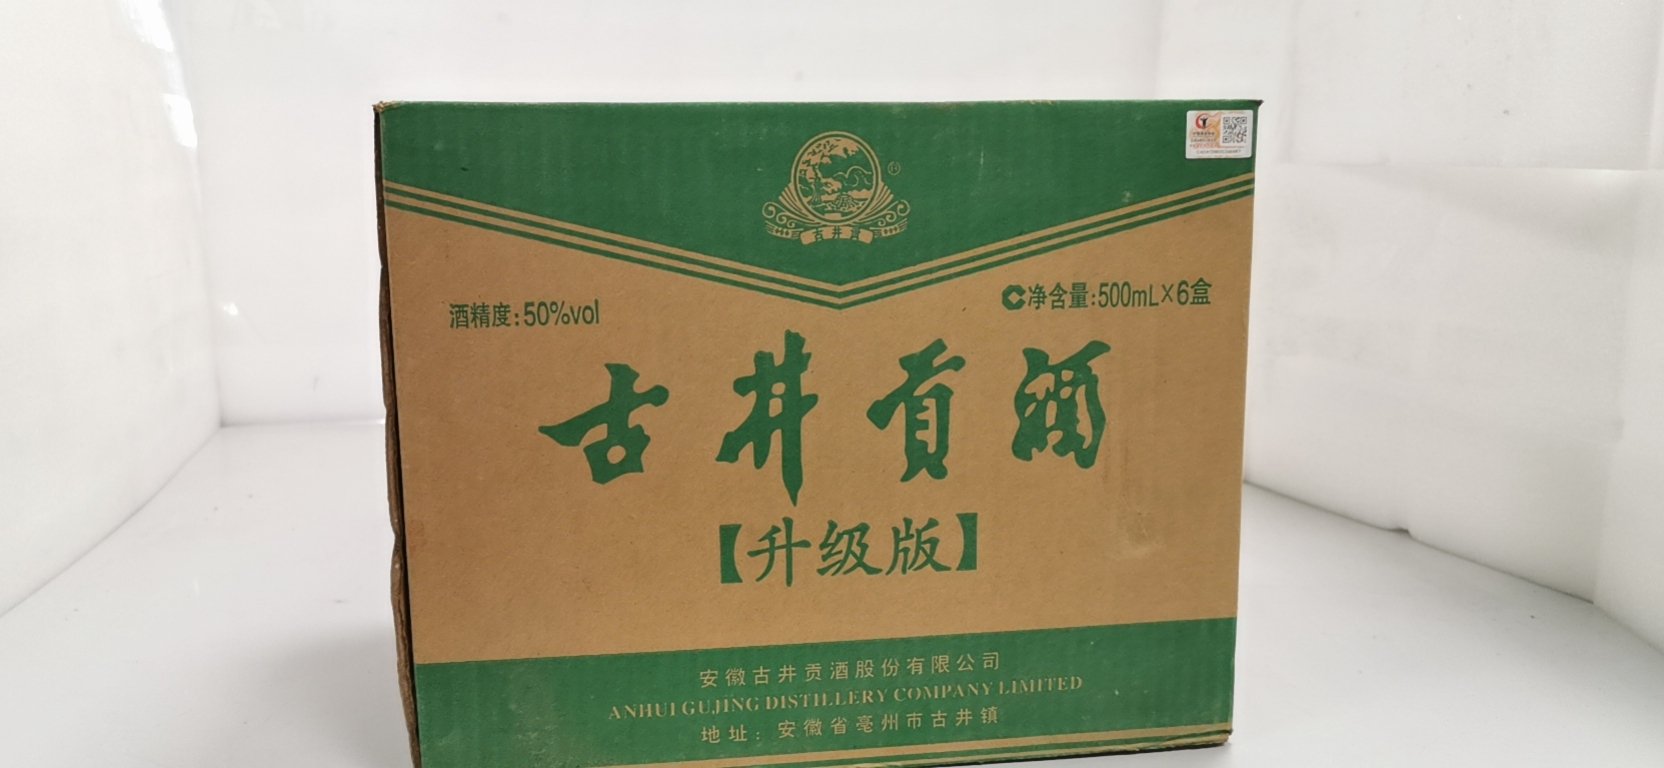 古井贡
酒精度:50%vol
净含量:500mL×6盒
古井贡酒
【升级版】
安徽古井贡酒股份有限公司
ANHUI GUJING DISTILLERY COMPANY LIMITED
地址:安徽省亳州市古井镇